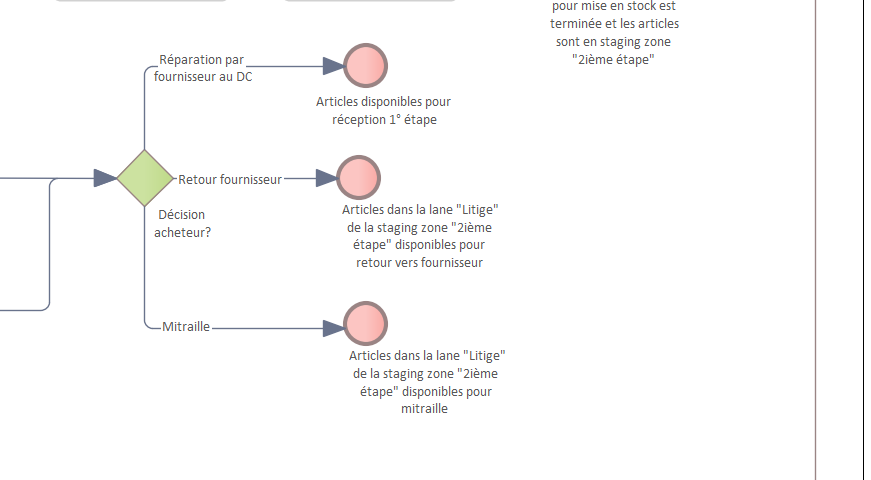 pour mise en stock est
terminée et les articles
sont en staging zone
"2ième étape"
Réparation par
fournisseur au DC
Articles disponibles pour
réception 1° étape
Retour fournisseur
Décision
acheteur?
Articles dans la lane "Litige"
de la staging zone "2ième
étape" disponibles pour
retour vers fournisseur
Mitraille
Articles dans la lane "Litige"
de la staging zone "2ième
étape" disponibles pour
mitraille